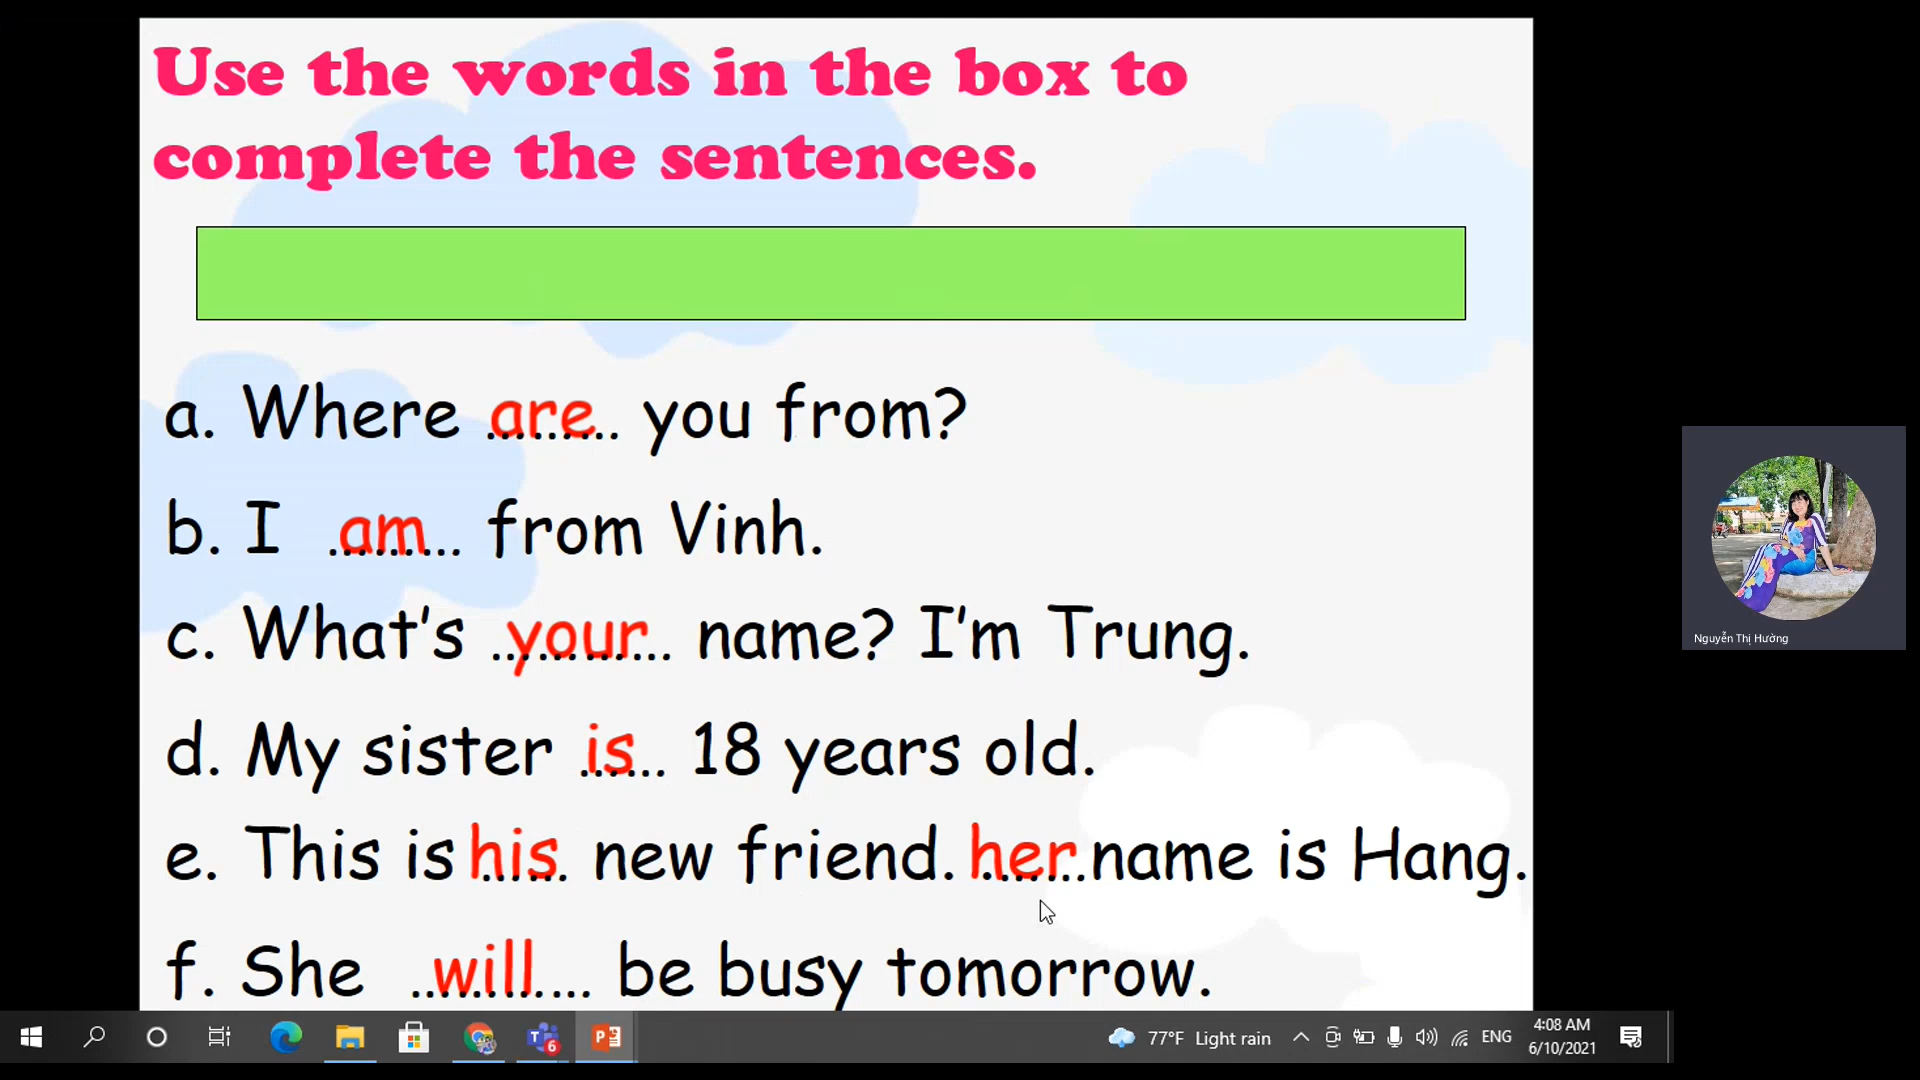 Use the words in the box to
complete the sentences.
a. Where are you from?
b. I am from Vinh.
c. What's your name? I'm Trung.
d. My sister is 18 years old.
e. This is his new friend. her name is Hang.
f. She will be busy tomorrow.
Nguyễn Thị Hường
77°F Light rain
ENG
4:08 AM
6/10/2021
6